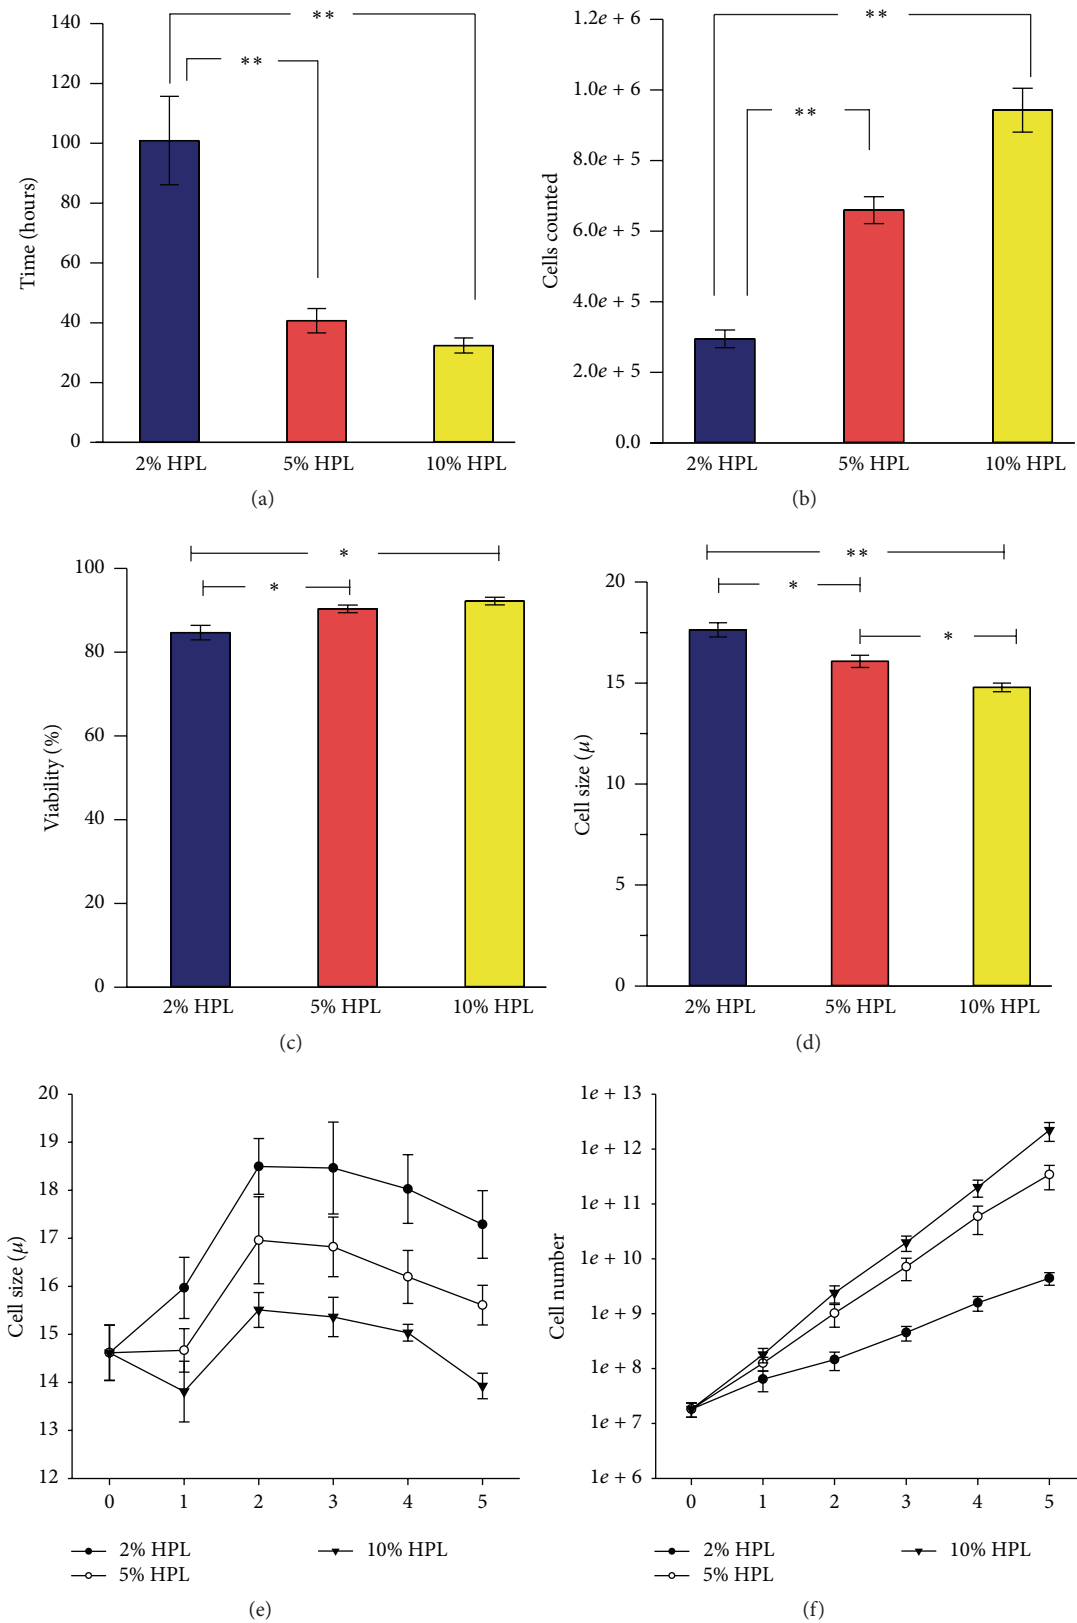 140
120
100
80
60
40
20
0
Time (hours)
**
**
2% HPL 5% HPL 10% HPL
(a)
1.2e + 6
1.0e + 6
8.0e + 5
6.0e + 5
4.0e + 5
2.0e + 5
0.0
Cells counted
**
**
2% HPL 5% HPL 10% HPL
(b)
100
80
60
40
20
0
Viability (%)
*
*
2% HPL 5% HPL 10% HPL
(c)
20
15
10
5
0
Cell size (μ)
**
*
*
2% HPL 5% HPL 10% HPL
(d)
20
19
18
17
16
15
14
13
12
Cell size (μ)
0 1 2 3 4 5
2% HPL 10% HPL
5% HPL
(e)
1e + 13
1e + 12
1e + 11
1e + 10
1e + 9
1e + 8
1e + 7
1e + 6
Cell number
0 1 2 3 4 5
2% HPL 10% HPL
5% HPL
(f)